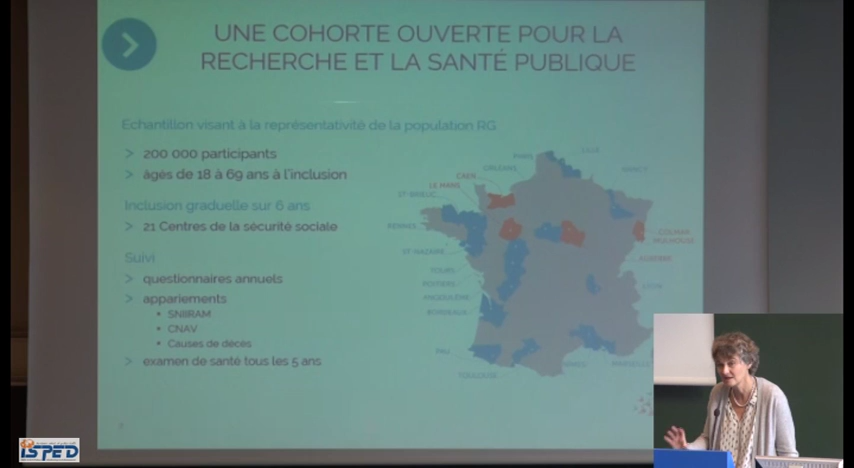 UNE COHORTE OUVERTE POUR LA
RECHERCHE ET LA SANTÉ PUBLIQUE
Echantillon visant à la représentativité de la population RG
> 200 000 participants
> âgés de 18 à 69 ans à l'inclusion
Inclusion graduelle sur 6 ans
> 21 Centres de la sécurité sociale
Suivi
> questionnaires annuels
> appariements
▪ SNIIRAM
▪ CNAV
▪ Causes de décès
> examen de santé tous les 5 ans
LILLE
PARIS
ORLEANS
NANCY
CAEN
LE MANS
ST BRIEUC
RENNES
COLMAR
MULHOUSE
ST NAZAIRE
AUXERRE
TOURS
POITIERS
LYON
ANGOULEME
BORDEAUX
PAU
NIMES
MARSEILLE
TOULOUSE
ISPED